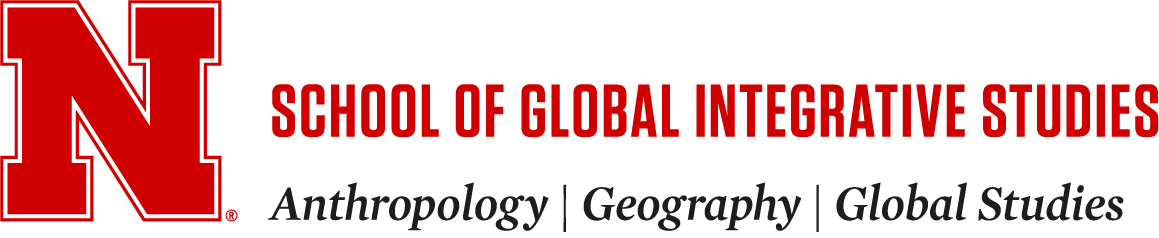 N®
SCHOOL OF GLOBAL INTEGRATIVE STUDIES
Anthropology | Geography | Global Studies